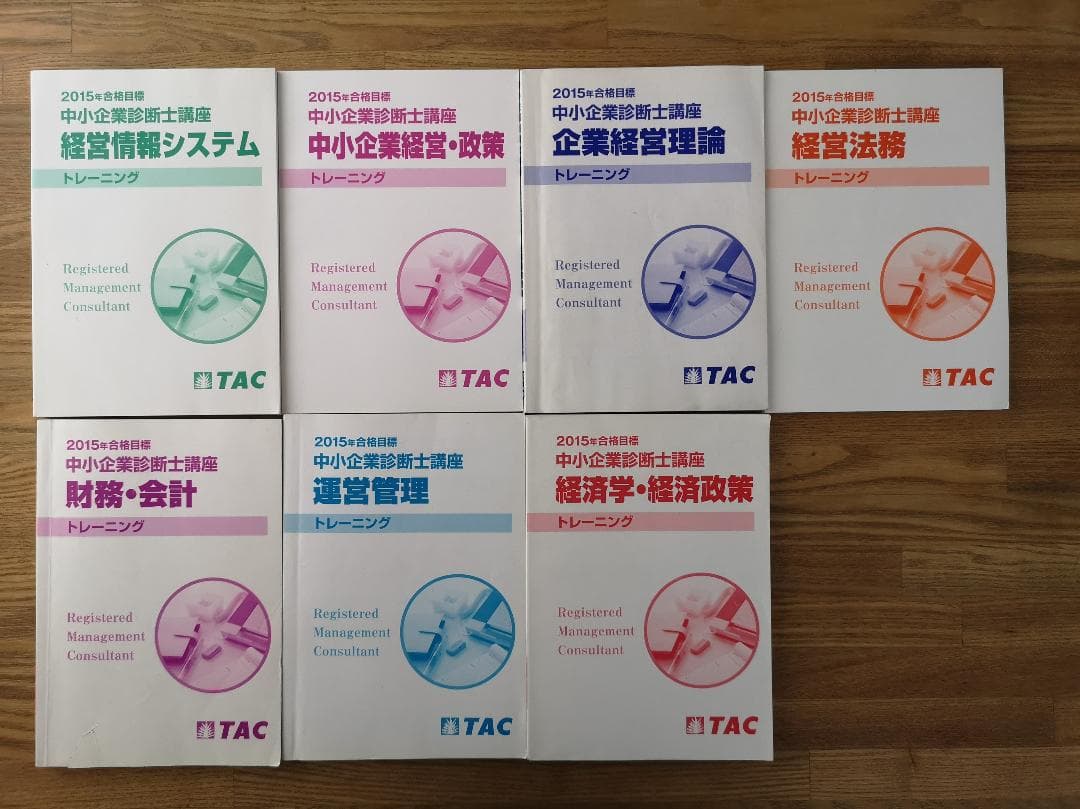 2015年合格目標
中小企業診断士講座
経営情報システム
トレーニング
Registered
Management
Consultant
TAC
2015年合格目標
中小企業診断士講座
中小企業経営・政策
トレーニング
Registered
Management
Consultant
TAC
2015年合格目標
中小企業診断士講座
企業経営理論
トレーニング
Registered
Management
Consultant
TAC
2015年合格目標
中小企業診断士講座
経営法務
トレーニング
Registered
Management
Consultant
TAC
2015年合格目標
中小企業診断士講座
財務・会計
トレーニング
Registered
Management
Consultant
TAC
2015年合格目標
中小企業診断士講座
運営管理
トレーニング
Registered
Management
Consultant
TAC
2015年合格目標
中小企業診断士講座
経済学・経済政策
トレーニング
Registered
Management
Consultant
TAC